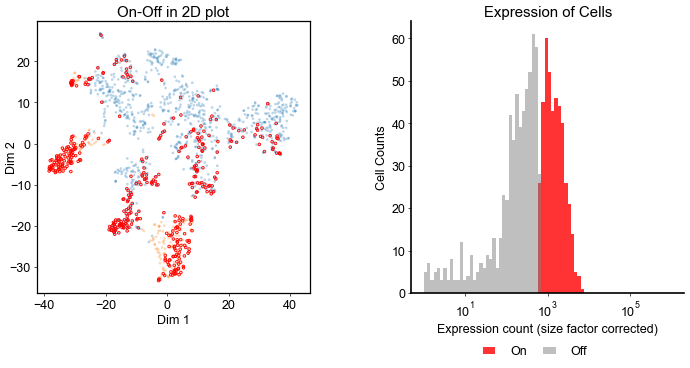 On-Off in 2D plot
20
10
0
−10
−20
−30
Dim 2
−40
−20
0
20
40
Dim 1
Expression of Cells
60
50
40
30
20
10
0
Cell Counts
10^1
10^3
10^5
Expression count (size factor corrected)
On
Off